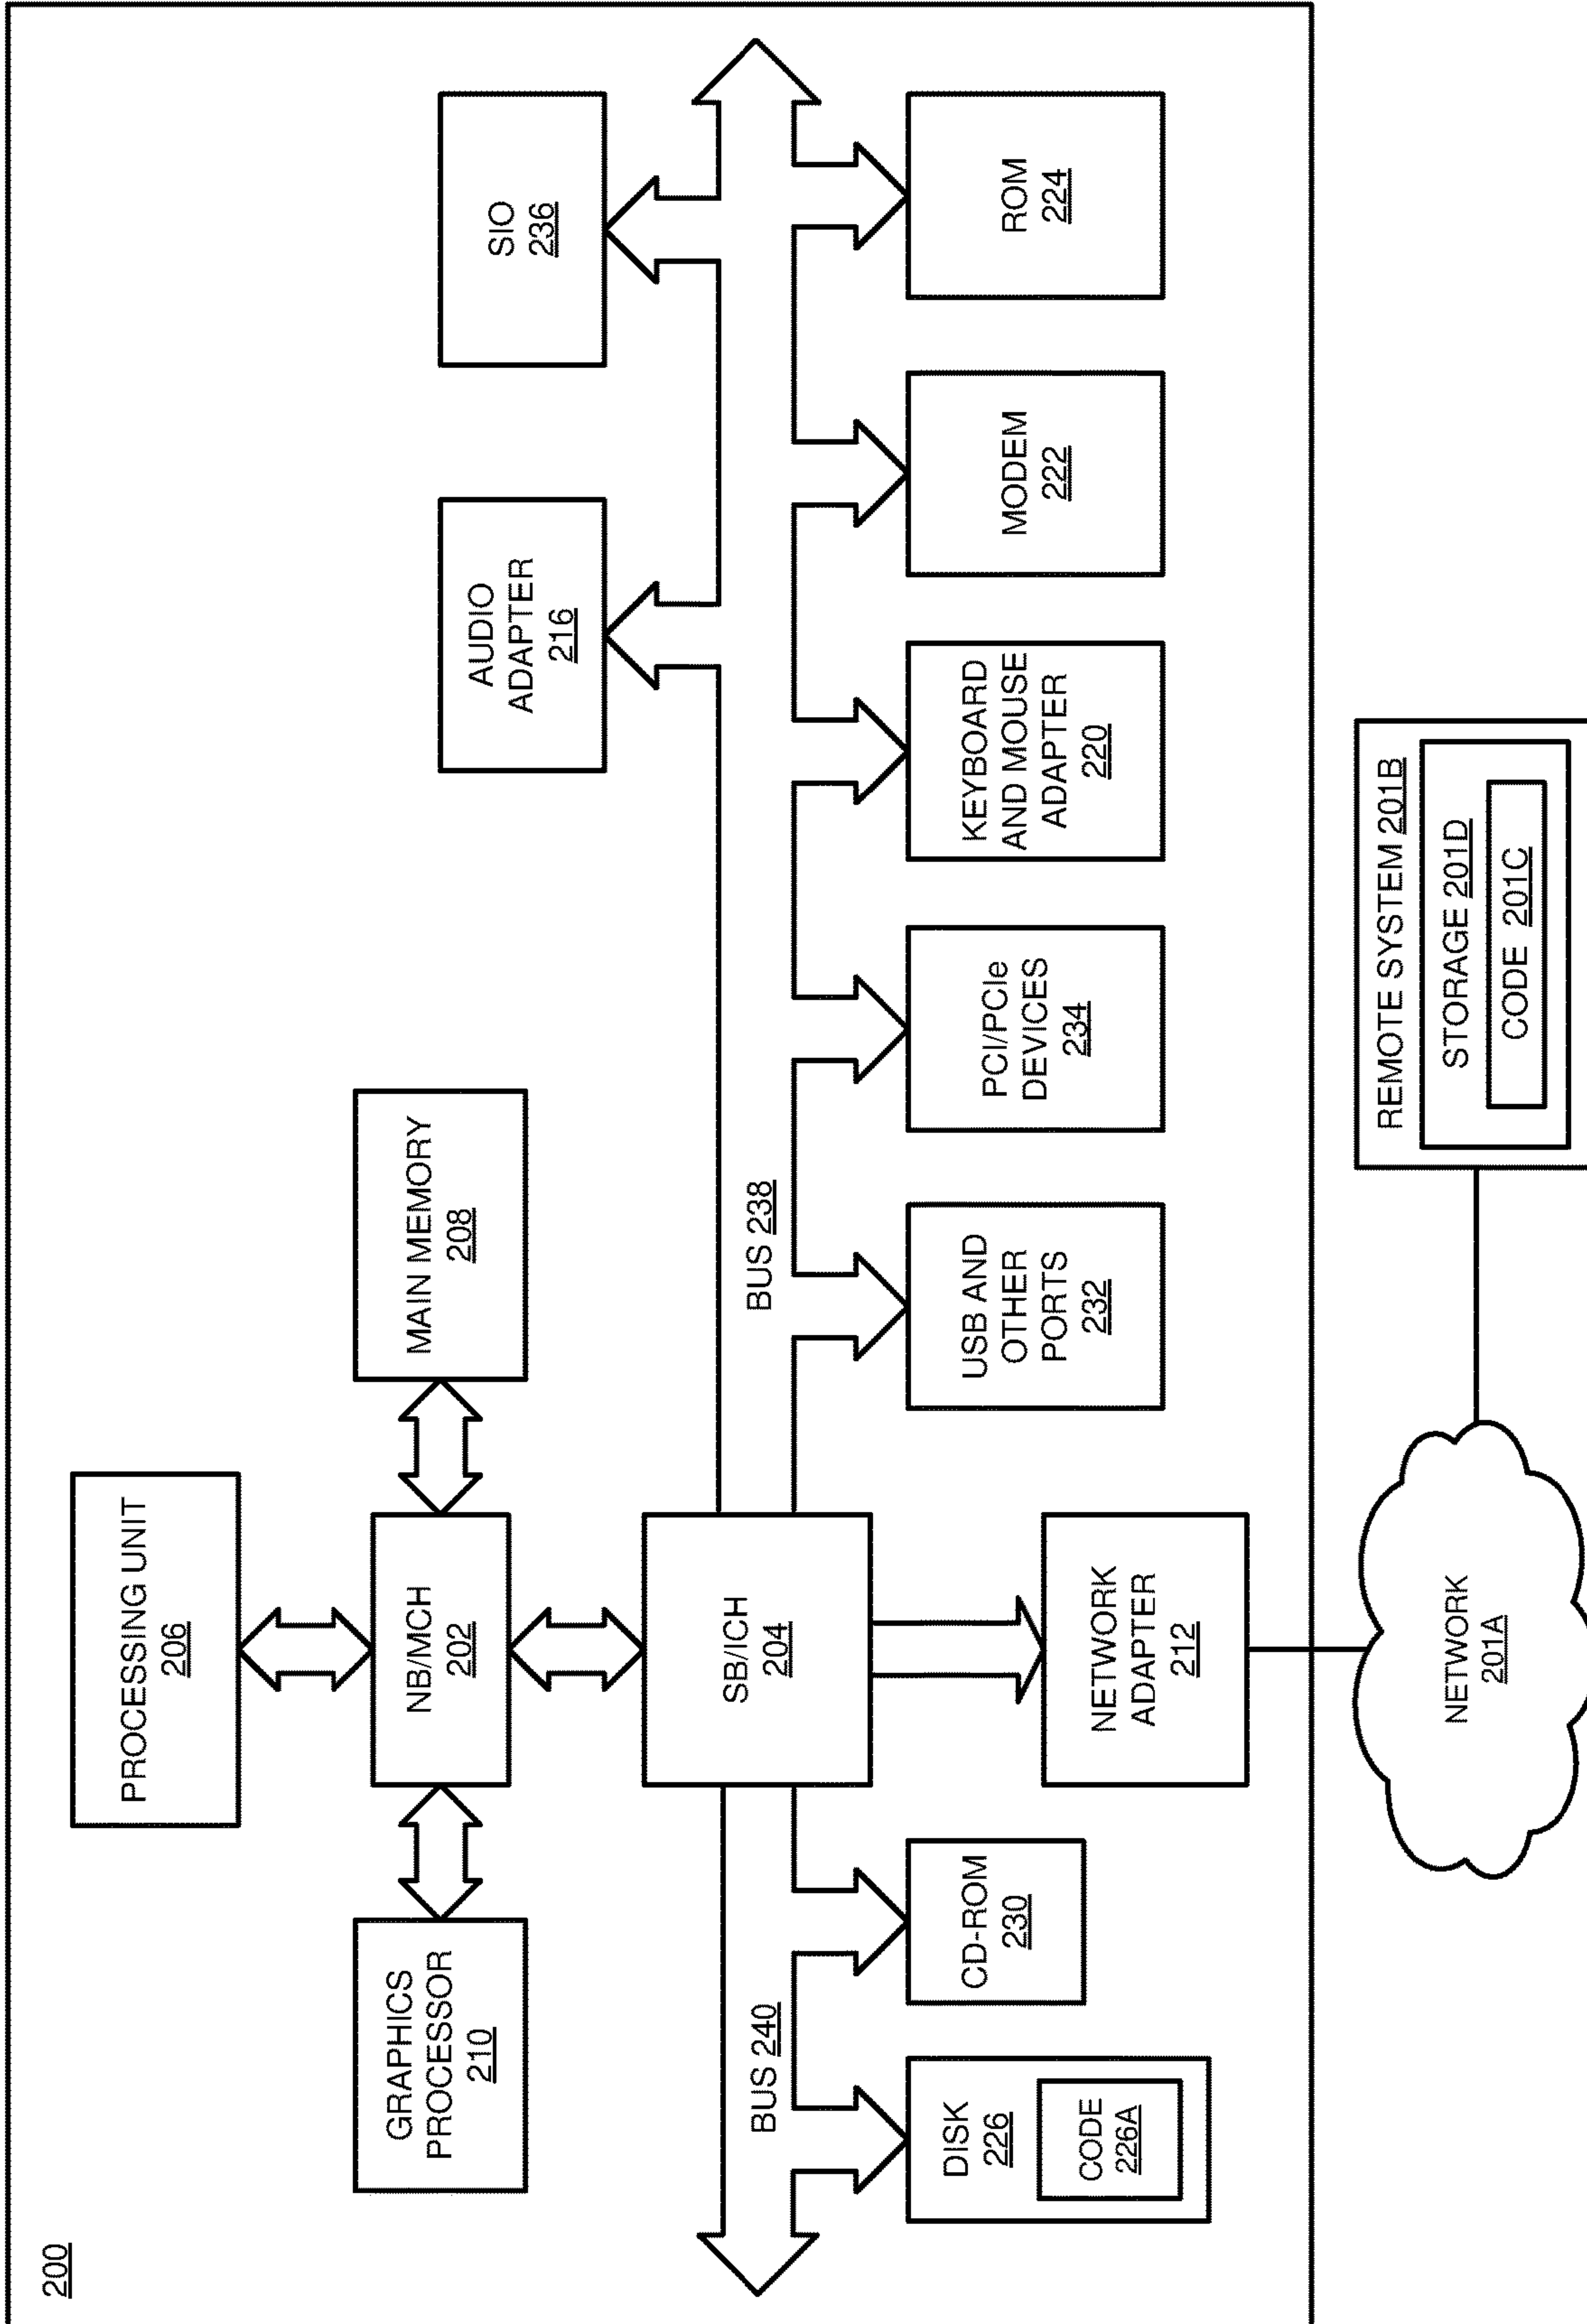 200
PROCESSING UNIT
206
GRAPHICS
PROCESSOR
210
NB/MCH
202
MAIN MEMORY
208
AUDIO
ADAPTER
216
SIO
236
SB/ICH
204
BUS 240
BUS 238
DISK
226
CODE
226A
CD-ROM
230
NETWORK
ADAPTER
212
USB AND
OTHER
PORTS
232
PCI/PCIe
DEVICES
234
KEYBOARD
AND MOUSE
ADAPTER
220
MODEM
222
ROM
224
NETWORK
201A
REMOTE SYSTEM 201B
STORAGE 201D
CODE 201C